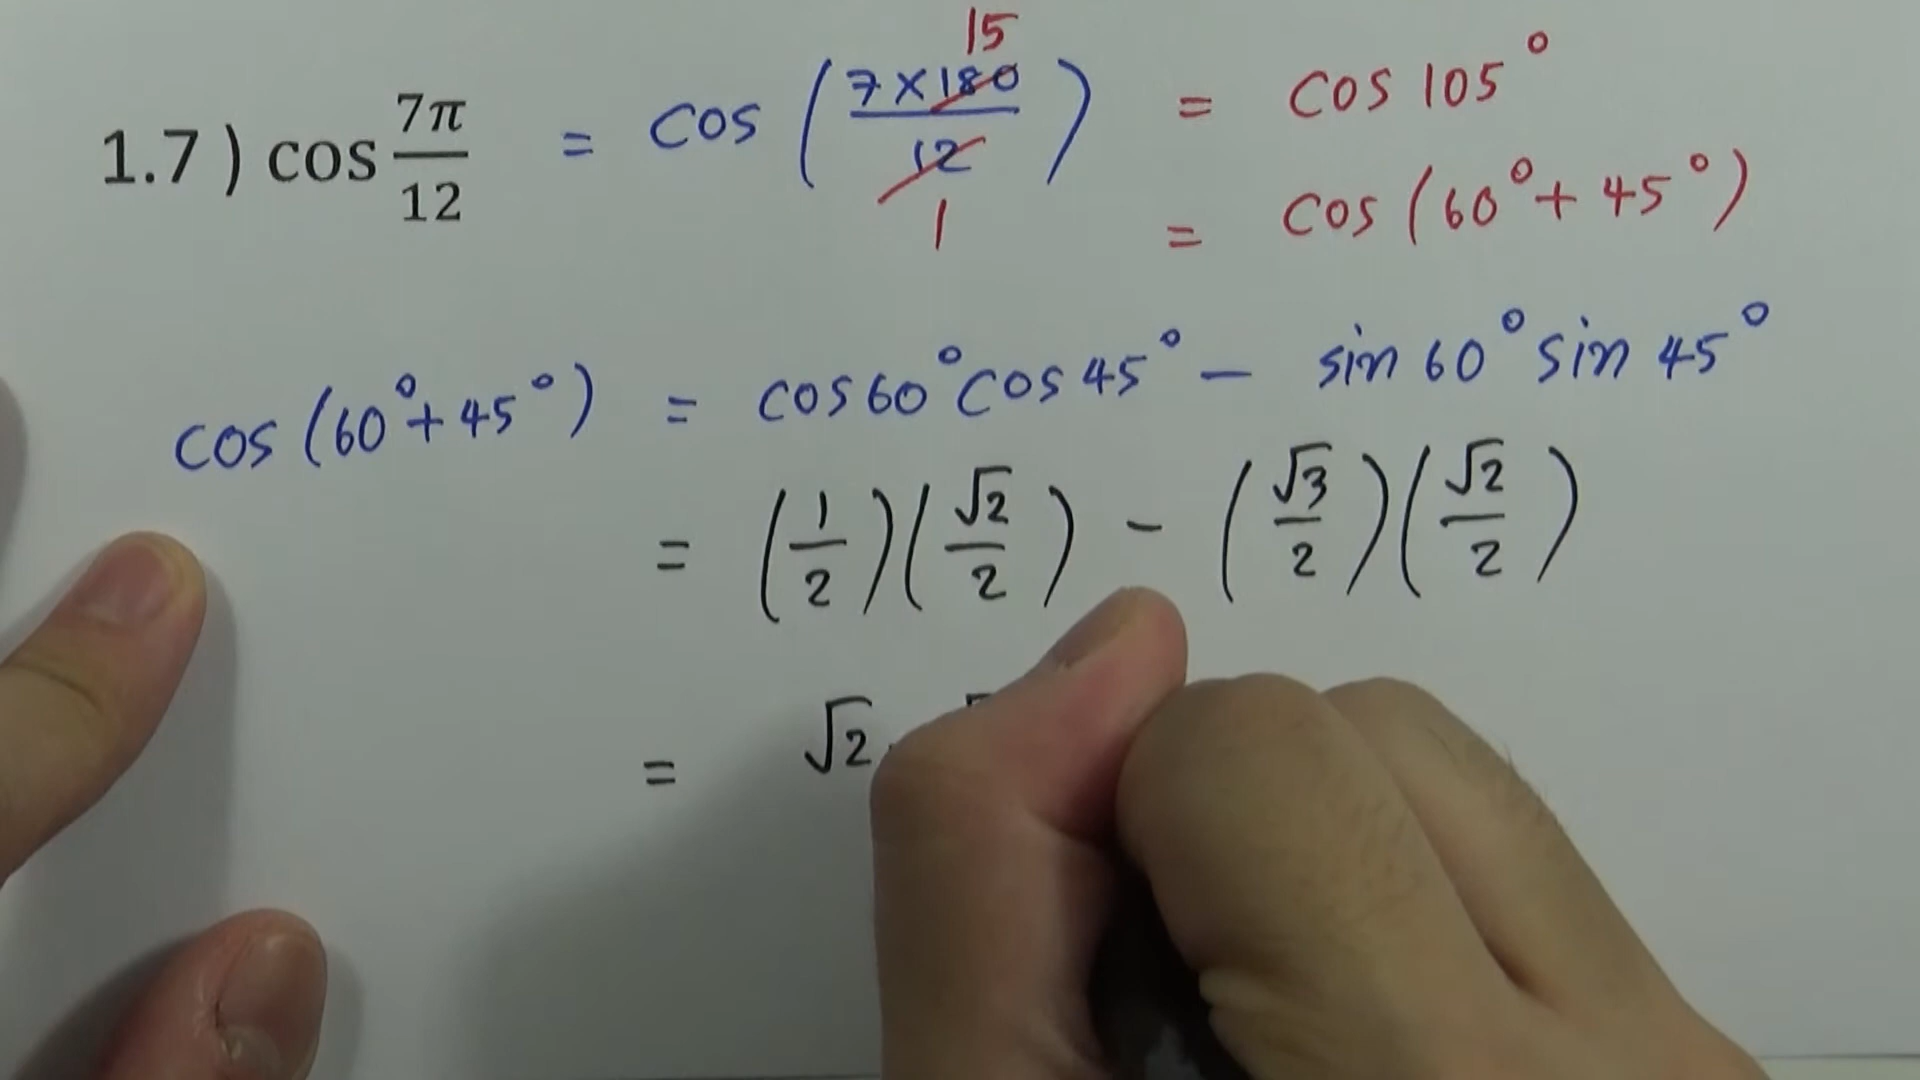 1.7 ) cos 7π/12 = cos ( 7 × 180 / 12 ) 15 1 = cos 105°
= cos (60° + 45°)
cos (60° + 45°) = cos 60° cos 45° − sin 60° sin 45°
= (1/2)(√2/2) − (√3/2)(√2/2)
= √2